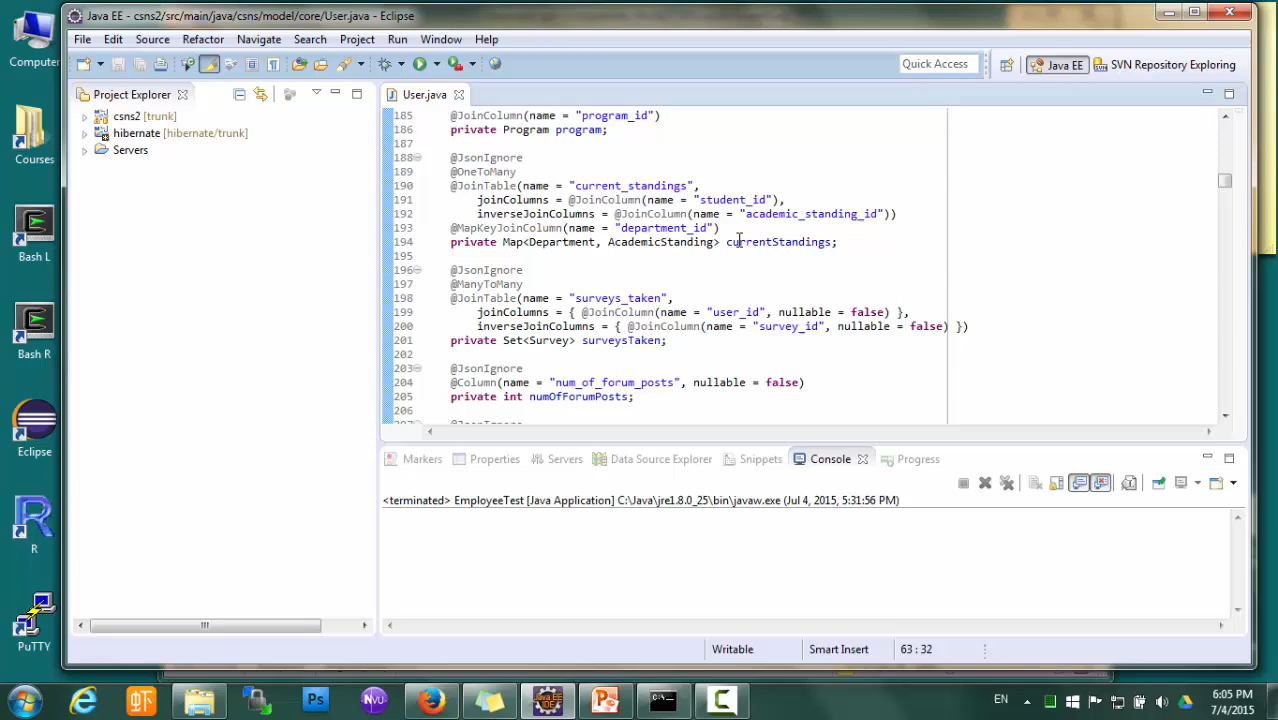 Java EE - csns2/src/main/java/csns/model/core/User.java - Eclipse
File Edit Source Refactor Navigate Search Project Run Window Help
Quick Access
Java EE
SVN Repository Exploring
Project Explorer
csns2 [trunk]
hibernate [hibernate/trunk]
Servers
User.java
185 @JoinColumn(name = "program_id")
186 private Program program;
187
188 @JsonIgnore
189 @OneToMany
190 @JoinTable(name = "current_standings",
191 joinColumns = @JoinColumn(name = "student_id"),
192 inverseJoinColumns = @JoinColumn(name = "academic_standing_id"))
193 @MapKeyJoinColumn(name = "department_id")
194 private Map<Department, AcademicStanding> currentStandings;
195
196 @JsonIgnore
197 @ManyToMany
198 @JoinTable(name = "surveys_taken",
199 joinColumns = { @JoinColumn(name = "user_id", nullable = false) },
200 inverseJoinColumns = { @JoinColumn(name = "survey_id", nullable = false) })
201 private Set<Survey> surveysTaken;
202
203 @JsonIgnore
204 @Column(name = "num_of_forum_posts", nullable = false)
205 private int numOfForumPosts;
206
207 @JsonIgnore
Markers Properties Servers Data Source Explorer Snippets Console Progress
<terminated> EmployeeTest [Java Application] C:\Java\jre1.8.0_25\bin\javaw.exe (Jul 4, 2015, 5:31:56 PM)
Writable
Smart Insert
63 : 32
Computer
Courses
Bash L
Bash R
Eclipse
R
PuTTY
EN
6:05 PM
7/4/2015